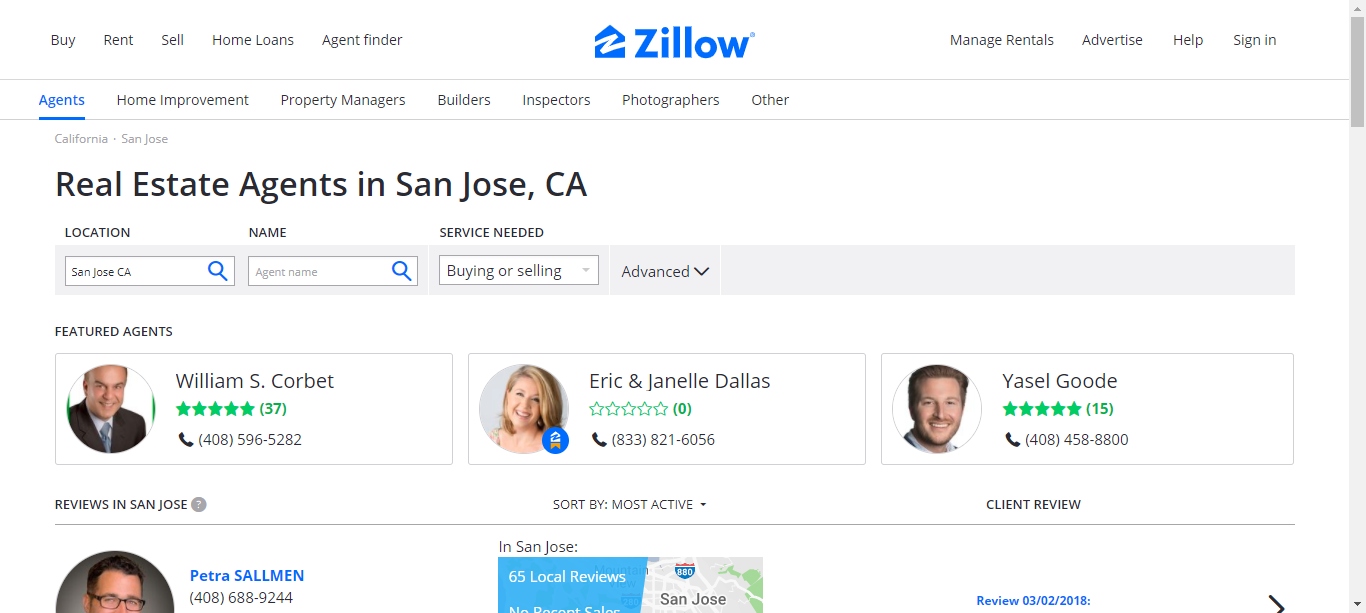 Buy Rent Sell Home Loans Agent finder Zillow® Manage Rentals Advertise Help Sign in
Agents Home Improvement Property Managers Builders Inspectors Photographers Other
California · San Jose
Real Estate Agents in San Jose, CA
LOCATION NAME SERVICE NEEDED
San Jose CA Agent name Buying or selling Advanced
FEATURED AGENTS
William S. Corbet
(37)
(408) 596-5282
Eric & Janelle Dallas
(0)
(833) 821-6056
Yasel Goode
(15)
(408) 458-8800
REVIEWS IN SAN JOSE ? SORT BY: MOST ACTIVE CLIENT REVIEW
Petra SALLMEN
(408) 688-9244
In San Jose:
65 Local Reviews
No Recent Sales
Mountain
880
San Jose
Review 03/02/2018: